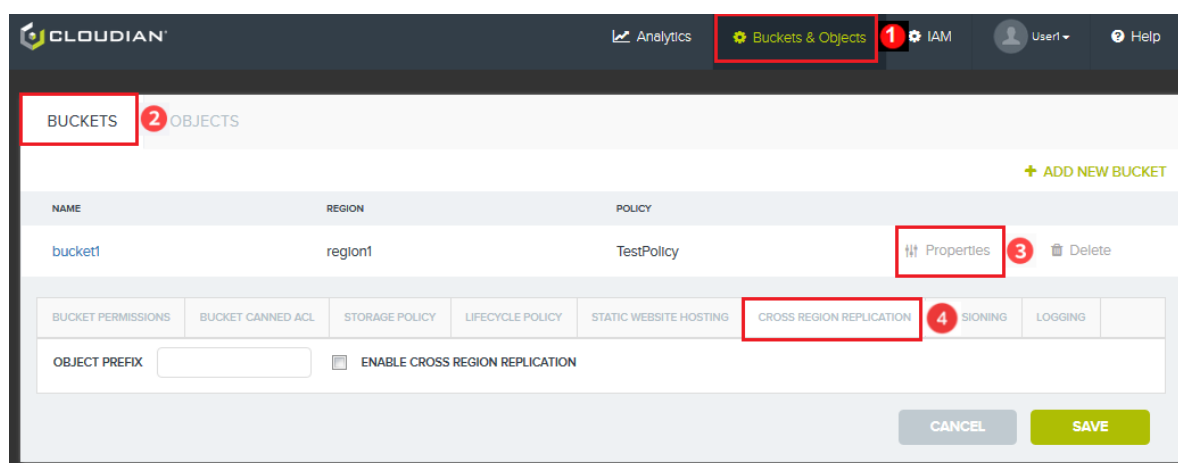 CLOUDIAN
Analytics Buckets & Objects 1 IAM User1 Help
BUCKETS 2 OBJECTS
+ ADD NEW BUCKET
NAME REGION POLICY
bucket1 region1 TestPolicy Properties 3 Delete
BUCKET PERMISSIONS BUCKET CANNED ACL STORAGE POLICY LIFECYCLE POLICY STATIC WEBSITE HOSTING CROSS REGION REPLICATION 4 SIONING LOGGING
OBJECT PREFIX ENABLE CROSS REGION REPLICATION
CANCEL SAVE